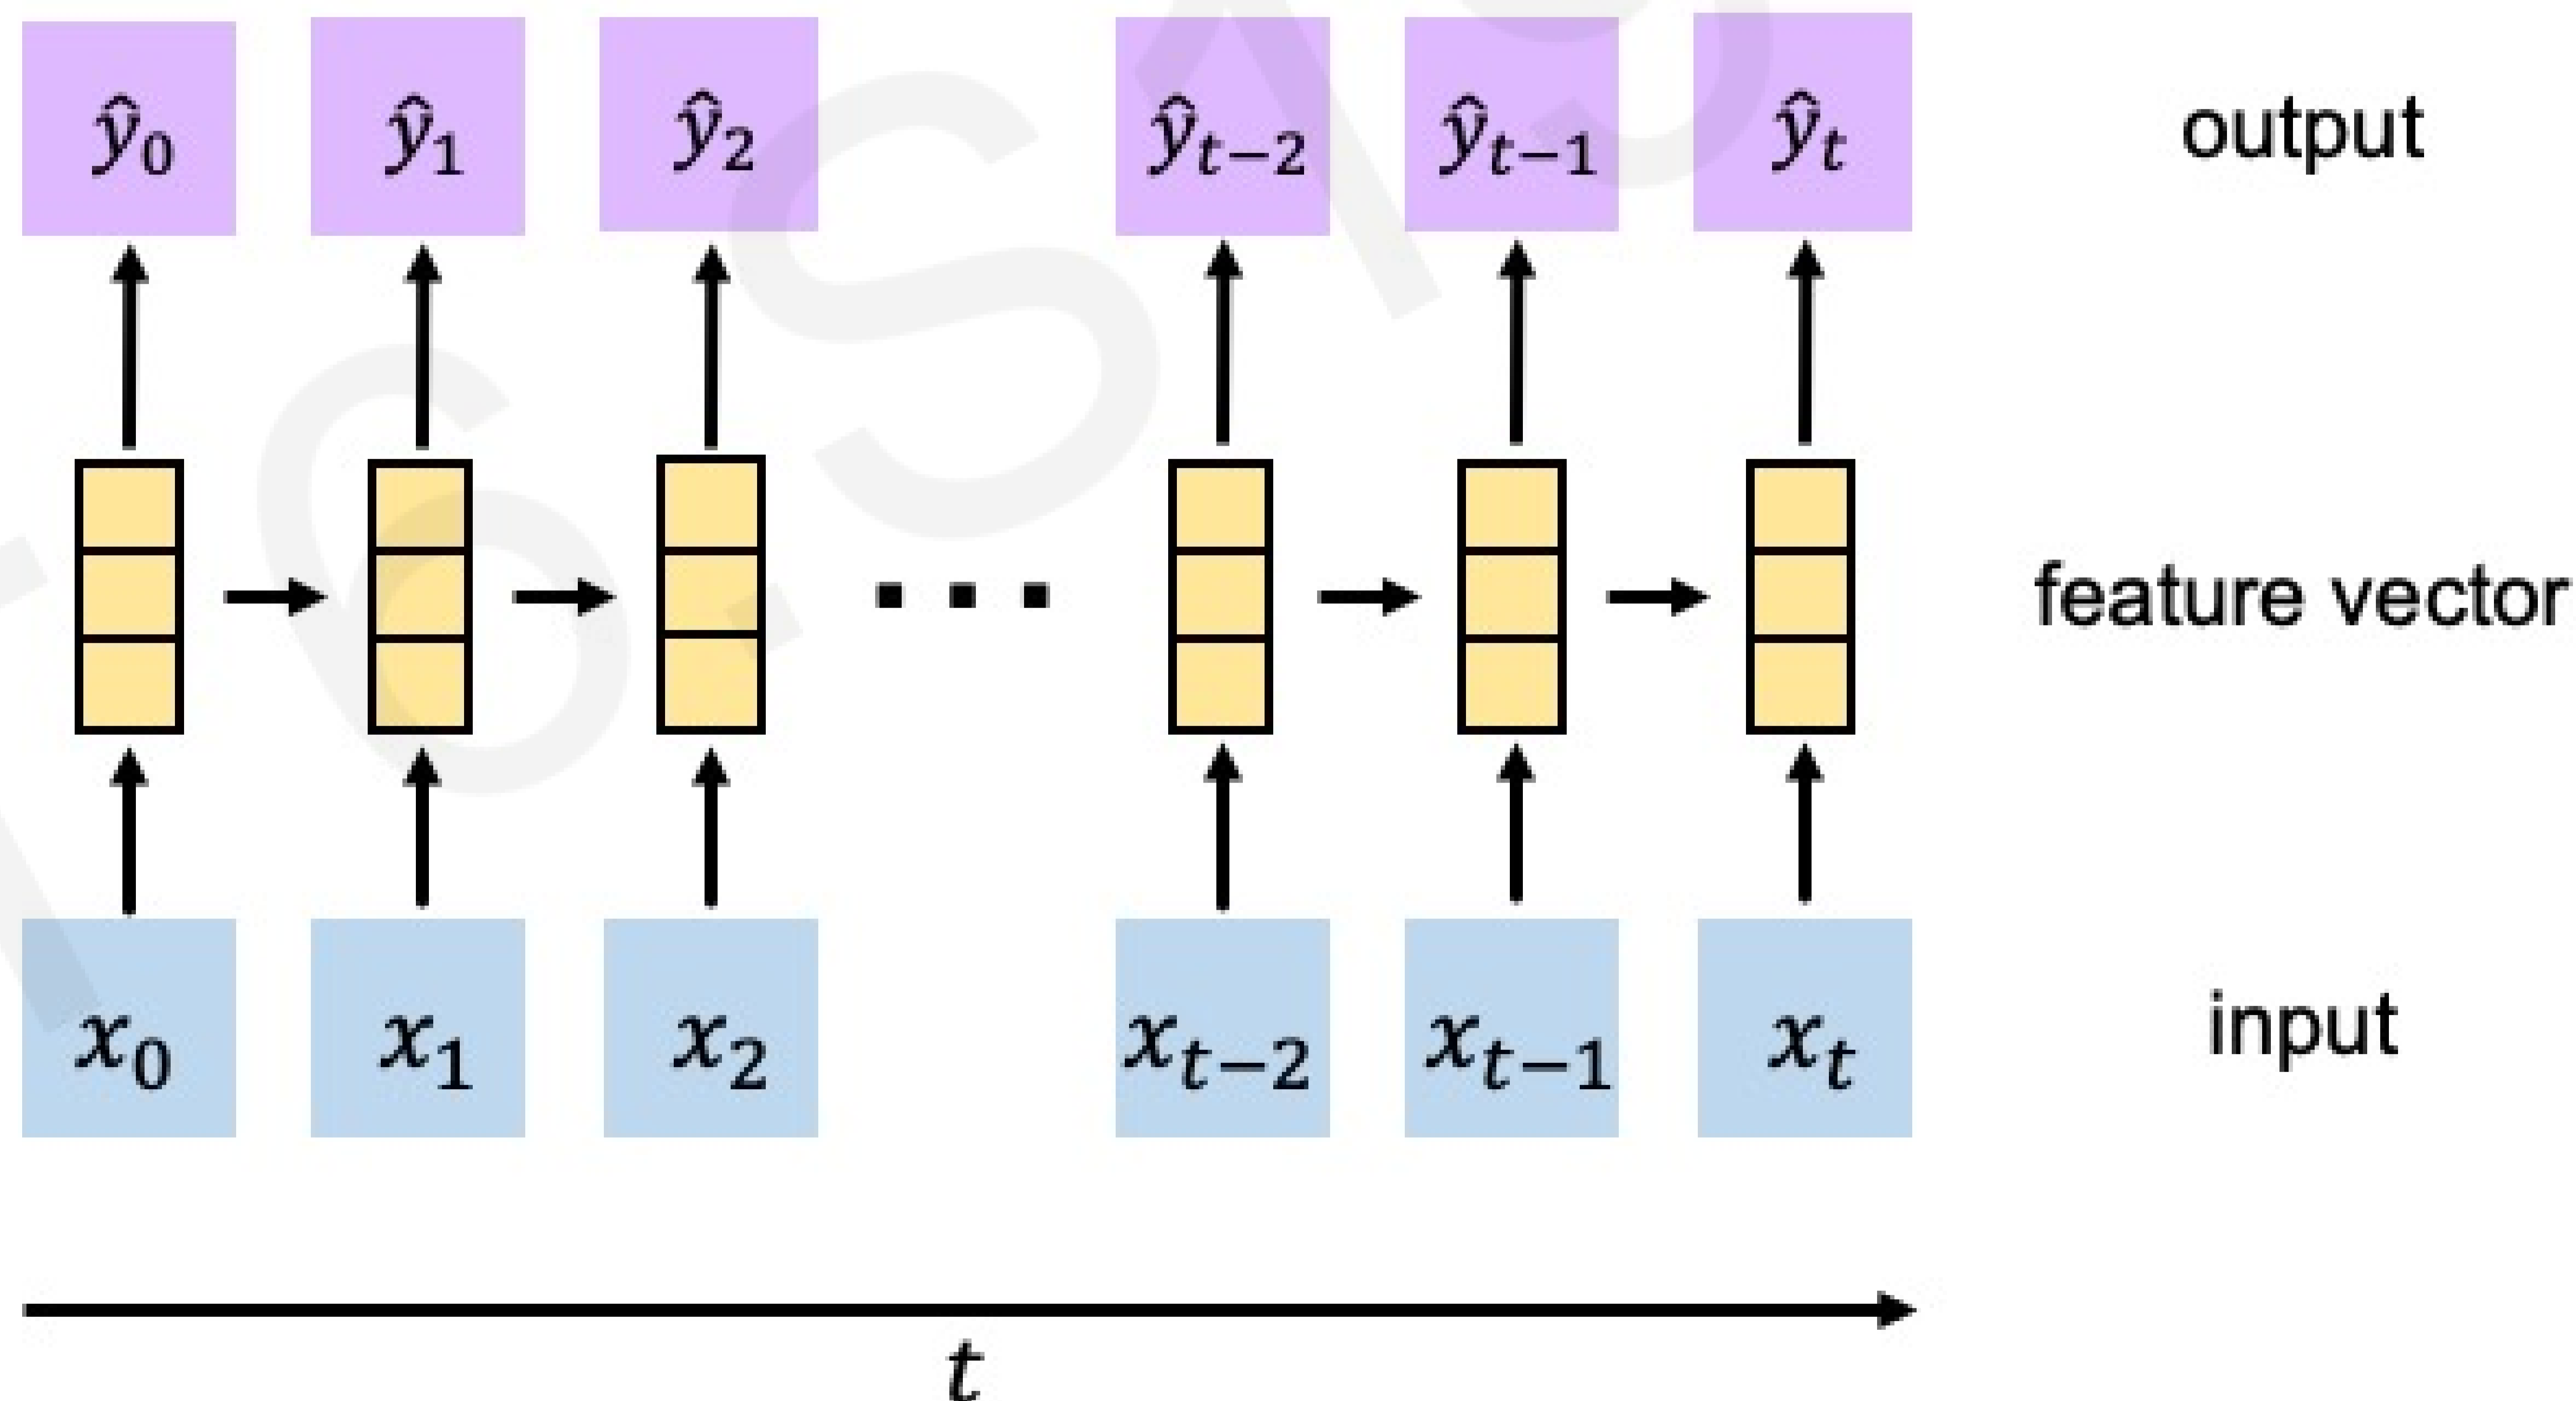 ŷ₀ ŷ₁ ŷ₂ ŷₜ₋₂ ŷₜ₋₁ ŷₜ output
... feature vector
x₀ x₁ x₂ xₜ₋₂ xₜ₋₁ xₜ input
t